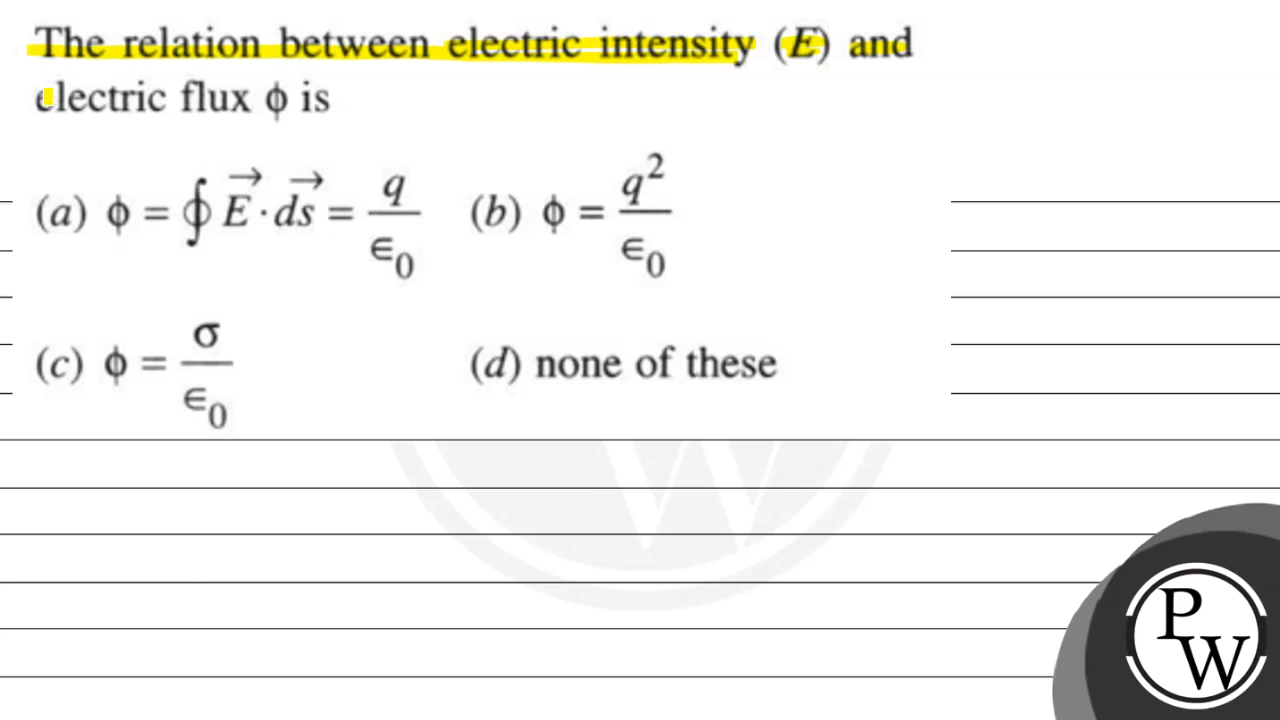 The relation between electric intensity (E) and
electric flux ϕ is
(a) ϕ = ∮ E⃗ · ds⃗ = q/∈₀ (b) ϕ = q²/∈₀
(c) ϕ = σ/∈₀ (d) none of these
PW